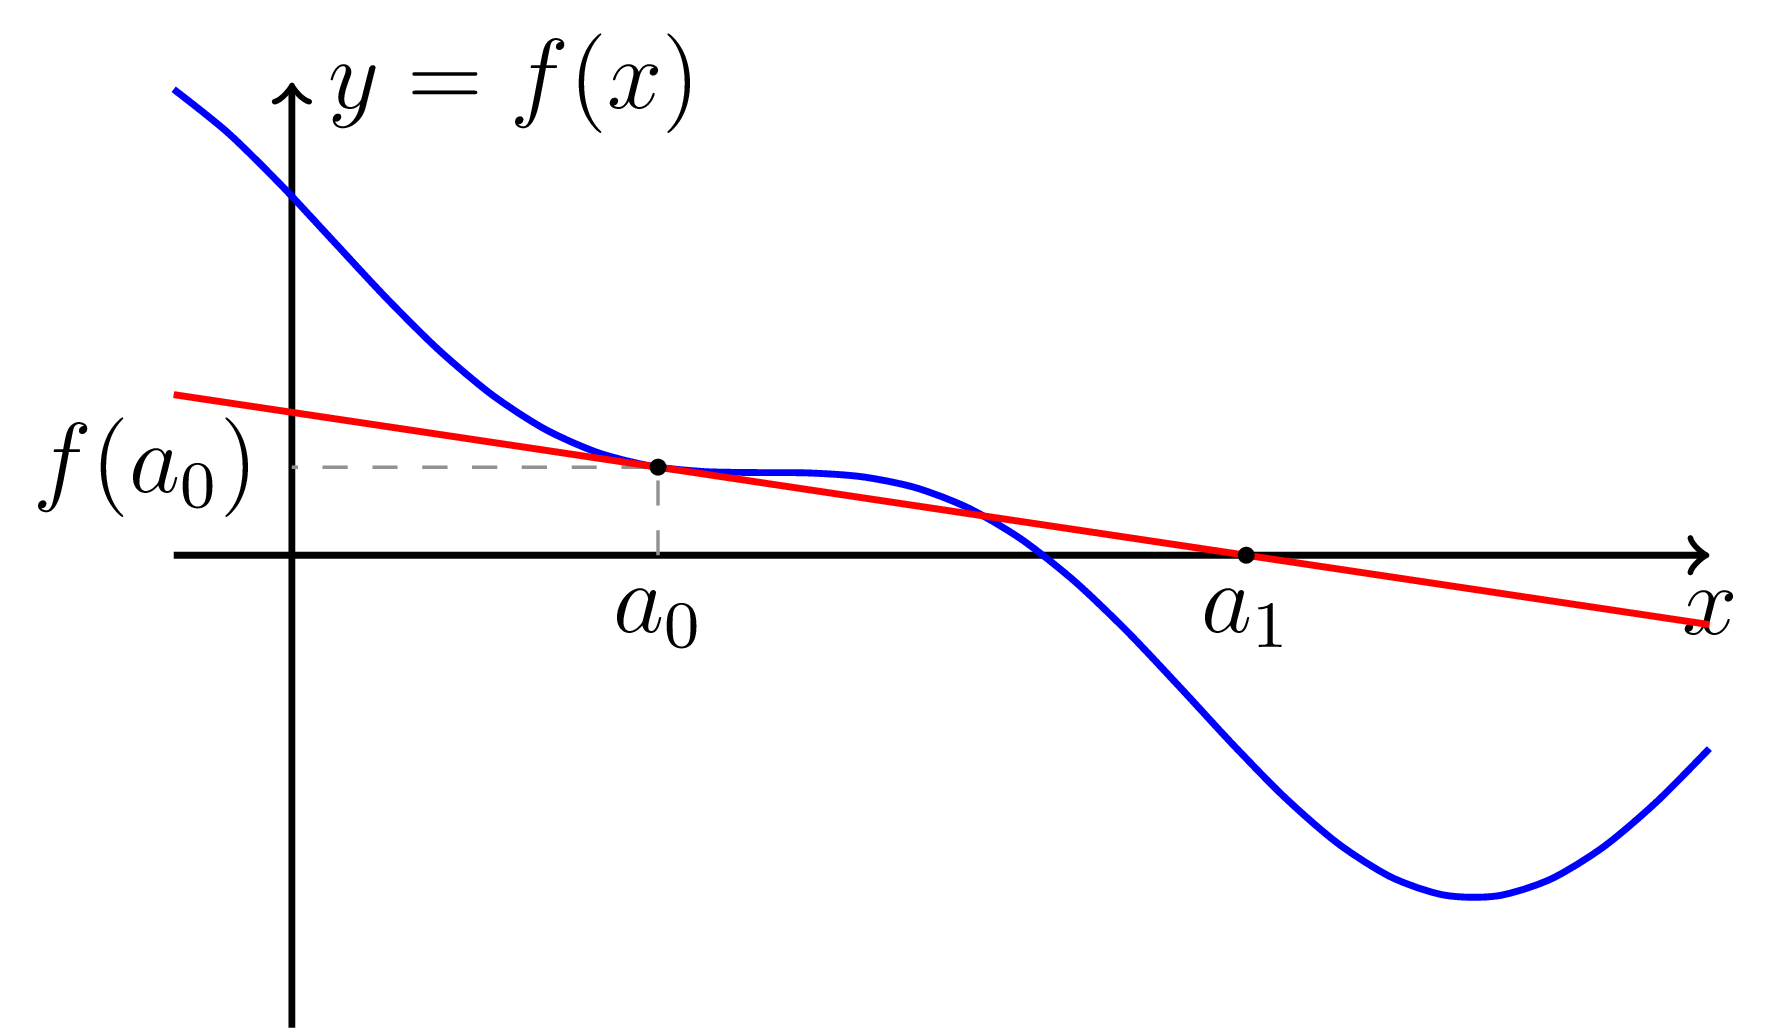 y = f(x)
f(a₀)
a₀
a₁
x